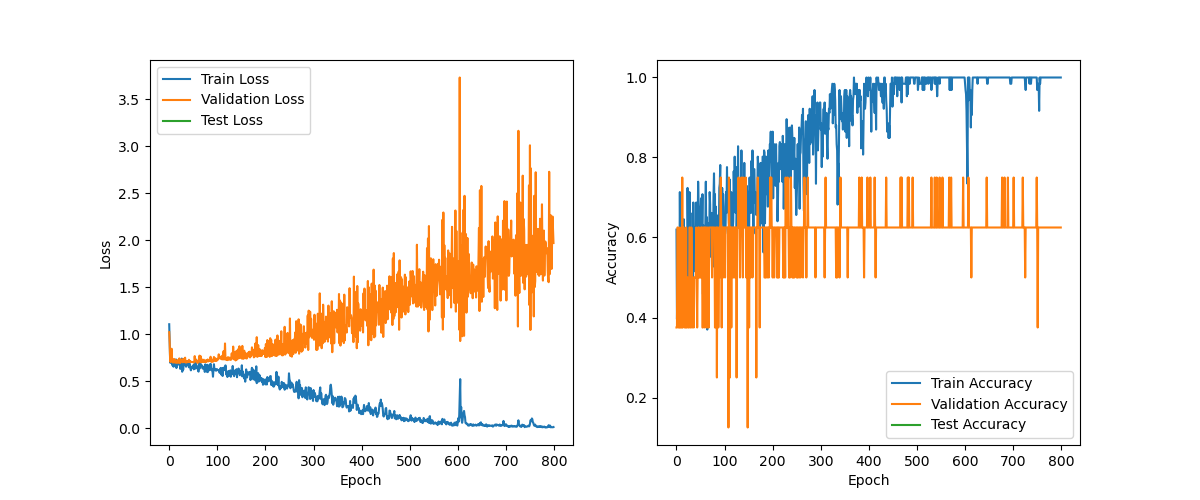 Train Loss
Validation Loss
Test Loss
3.5
3.0
2.5
2.0
1.5
1.0
0.5
0.0
Loss
0 100 200 300 400 500 600 700 800
Epoch
1.0
0.8
0.6
0.4
0.2
Accuracy
Train Accuracy
Validation Accuracy
Test Accuracy
0 100 200 300 400 500 600 700 800
Epoch